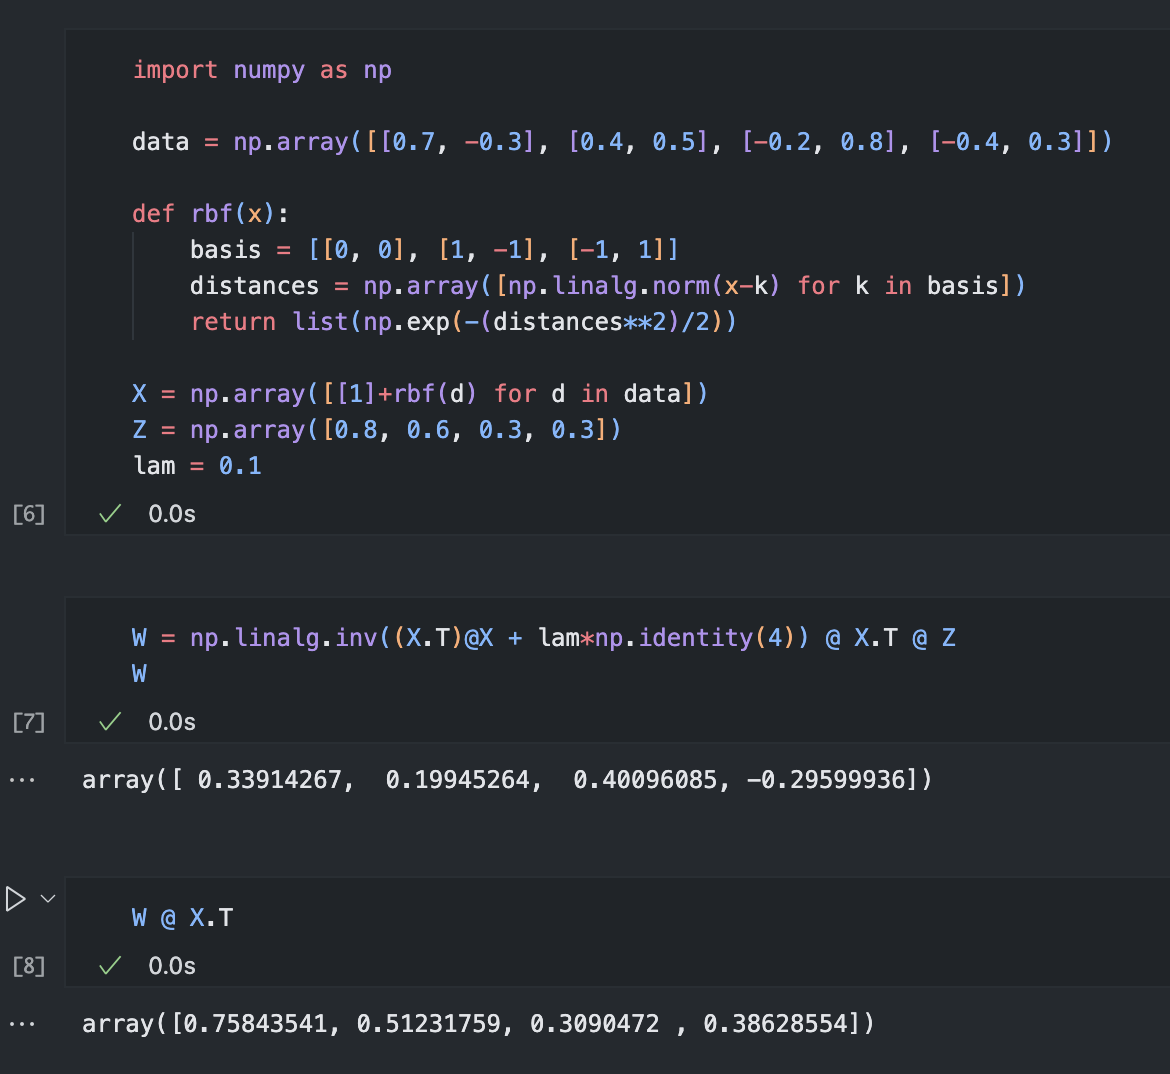 import numpy as np
data = np.array([[0.7, -0.3], [0.4, 0.5], [-0.2, 0.8], [-0.4, 0.3]])
def rbf(x):
    basis = [[0, 0], [1, -1], [-1, 1]]
    distances = np.array([np.linalg.norm(x-k) for k in basis])
    return list(np.exp(-(distances**2)/2))
X = np.array([[1]+rbf(d) for d in data])
Z = np.array([0.8, 0.6, 0.3, 0.3])
lam = 0.1
[6] ✓ 0.0s
W = np.linalg.inv((X.T)@X + lam*np.identity(4)) @ X.T @ Z
W
[7] ✓ 0.0s
... array([ 0.33914267,  0.19945264,  0.40096085, -0.29599936])
W @ X.T
[8] ✓ 0.0s
... array([0.75843541, 0.51231759, 0.3090472 , 0.38628554])